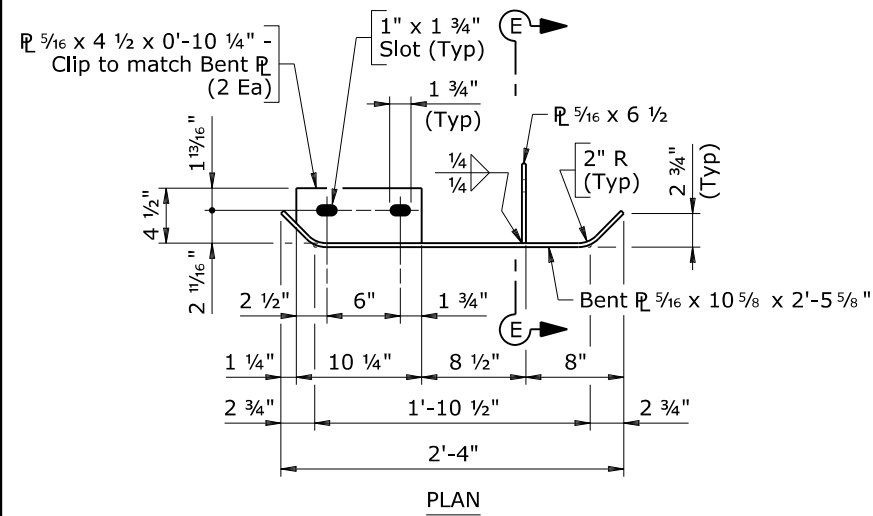 ℄ 5/16 x 4 1/2 x 0'-10 1/4" -
Clip to match Bent ℄
(2 Ea)
1" x 1 3/4"
Slot (Typ)
E
1 3/4"
(Typ)
℄ 5/16 x 6 1/2
1/4
1/4
2" R
(Typ)
2 3/4"
(Typ)
1 13/16"
4 1/2"
2 11/16"
2 1/2"
6"
1 3/4"
Bent ℄ 5/16 x 10 5/8 x 2'-5 5/8"
E
1 1/4"
10 1/4"
8 1/2"
8"
2 3/4"
1'-10 1/2"
2 3/4"
2'-4"
PLAN